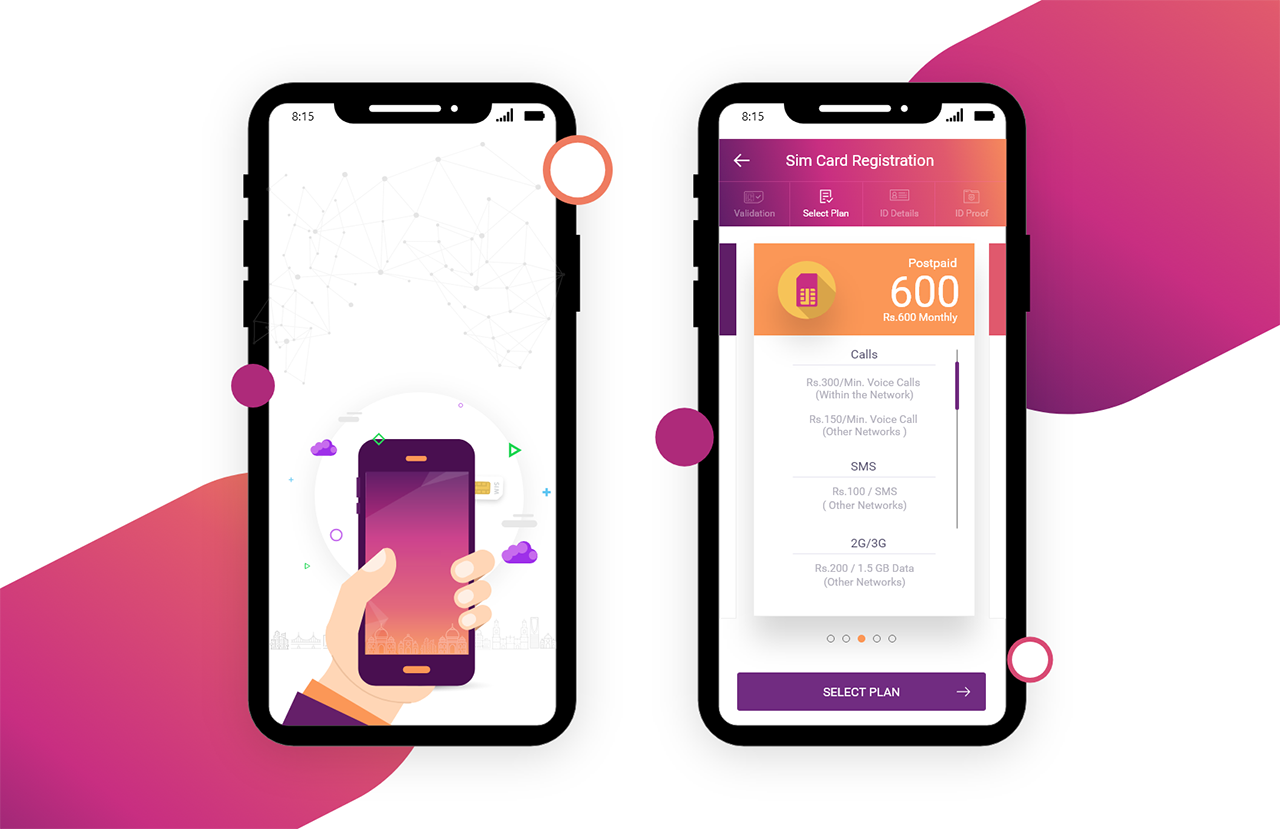 8:15
SIM
8:15
Sim Card Registration
Validation
Select Plan
ID Details
ID Proof
Postpaid
600
Rs.600 Monthly
Calls
Rs.300/Min. Voice Calls
(Within the Network)
Rs.150/Min. Voice Call
(Other Networks )
SMS
Rs.100 / SMS
( Other Networks)
2G/3G
Rs.200 / 1.5 GB Data
(Other Networks)
SELECT PLAN